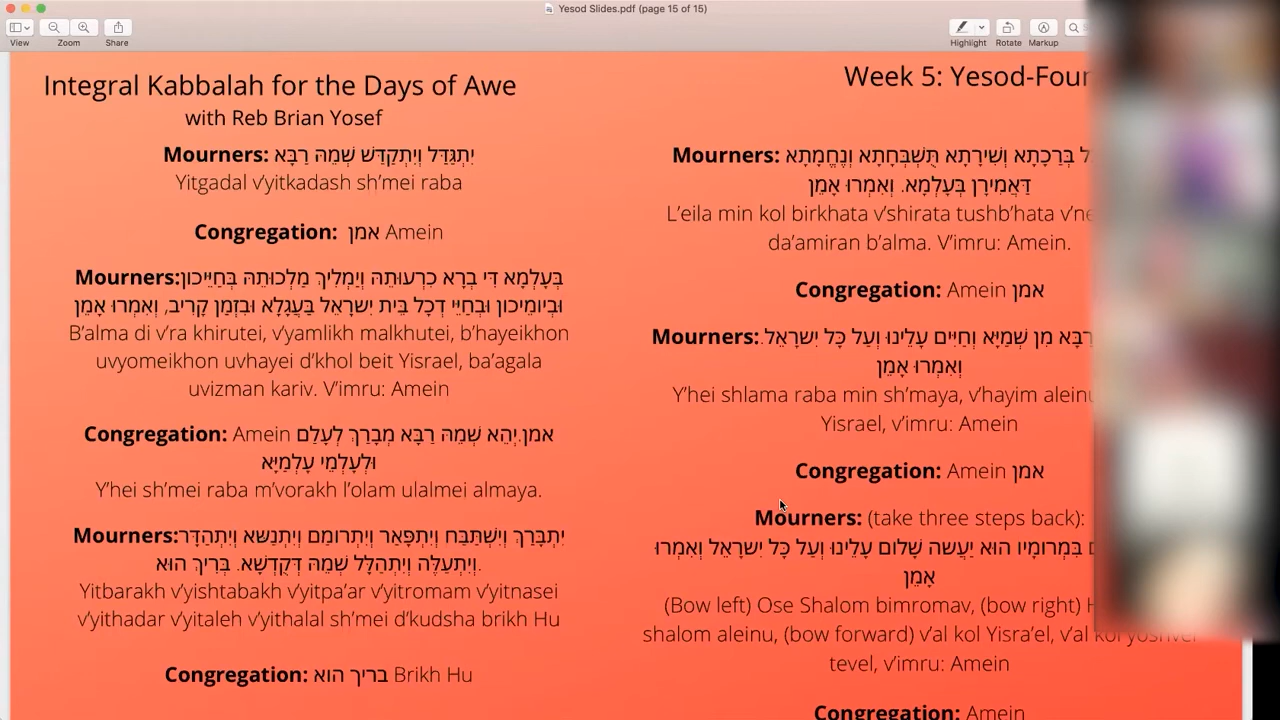 Yesod Slides.pdf (page 15 of 15)
View
Zoom
Share
Highlight
Rotate
Markup
Integral Kabbalah for the Days of Awe
with Reb Brian Yosef
Mourners: יִתְגַּדַּל וְיִתְקַדַּשׁ שְׁמֵהּ רַבָּא
Yitgadal v’yitkadash sh’mei raba
Congregation: אמן Amein
Mourners:בְּעָלְמָא דִּי בְרָא כִרְעוּתֵהּ וְיַמְלִיךְ מַלְכוּתֵהּ בְּחַיֵּיכוֹן
וּבְיוֹמֵיכוֹן וּבְחַיֵּי דְכָל בֵּית יִשְׂרָאֵל בַּעֲגָלָא וּבִזְמַן קָרִיב, וְאִמְרוּ אָמֵן
B’alma di v’ra khirutei, v’yamlikh malkhutei, b’hayeikhon
uvyomeikhon uvhayei d’khol beit Yisrael, ba’agala
uvizman kariv. V’imru: Amein
Congregation: Amein אמן.יְהֵא שְׁמֵהּ רַבָּא מְבָרַךְ לְעָלַם
וּלְעָלְמֵי עָלְמַיָּא
Y’hei sh’mei raba m’vorakh l’olam ulalmei almaya.
Mourners:יִתְבָּרַךְ וְיִשְׁתַּבַּח וְיִתְפָּאַר וְיִתְרוֹמַם וְיִתְנַשֵּׂא וְיִתְהַדָּר
וְיִתְעַלֶּה וְיִתְהַלָּל שְׁמֵהּ דְּקֻדְשָׁא. בְּרִיךְ הוּא.
Yitbarakh v’yishtabakh v’yitpa’ar v’yitromam v’yitnasei
v’yithadar v’yitaleh v’yithalal sh’mei d’kudsha brikh Hu
Congregation: בריך הוא Brikh Hu
Week 5: Yesod-Foun
Mourners: בִּרְכָתָא וְשִׁירָתָא תֻּשְׁבְּחָתָא וְנֶחֱמָתָא
דַּאֲמִירָן בְּעָלְמָא. וְאִמְרוּ אָמֵן
L’eila min kol birkhata v’shirata tushb’hata v’ne
da’amiran b’alma. V’imru: Amein.
Congregation: Amein אמן
Mourners:רַבָּא מִן שְׁמַיָּא וְחַיִּים עָלֵינוּ וְעַל כָּל יִשְׂרָאֵל.
וְאִמְרוּ אָמֵן
Y’hei shlama raba min sh’maya, v’hayim aleinu
Yisrael, v’imru: Amein
Congregation: Amein אמן
Mourners: (take three steps back):
בִּמְרוֹמָיו הוּא יַעֲשֶׂה שָׁלוֹם עָלֵינוּ וְעַל כָּל יִשְׂרָאֵל וְאִמְרוּ
אָמֵן
(Bow left) Ose Shalom bimromav, (bow right)
shalom aleinu, (bow forward) v’al kol Yisra’el, v’al kol yoshvei
tevel, v’imru: Amein
Congregation: Amein